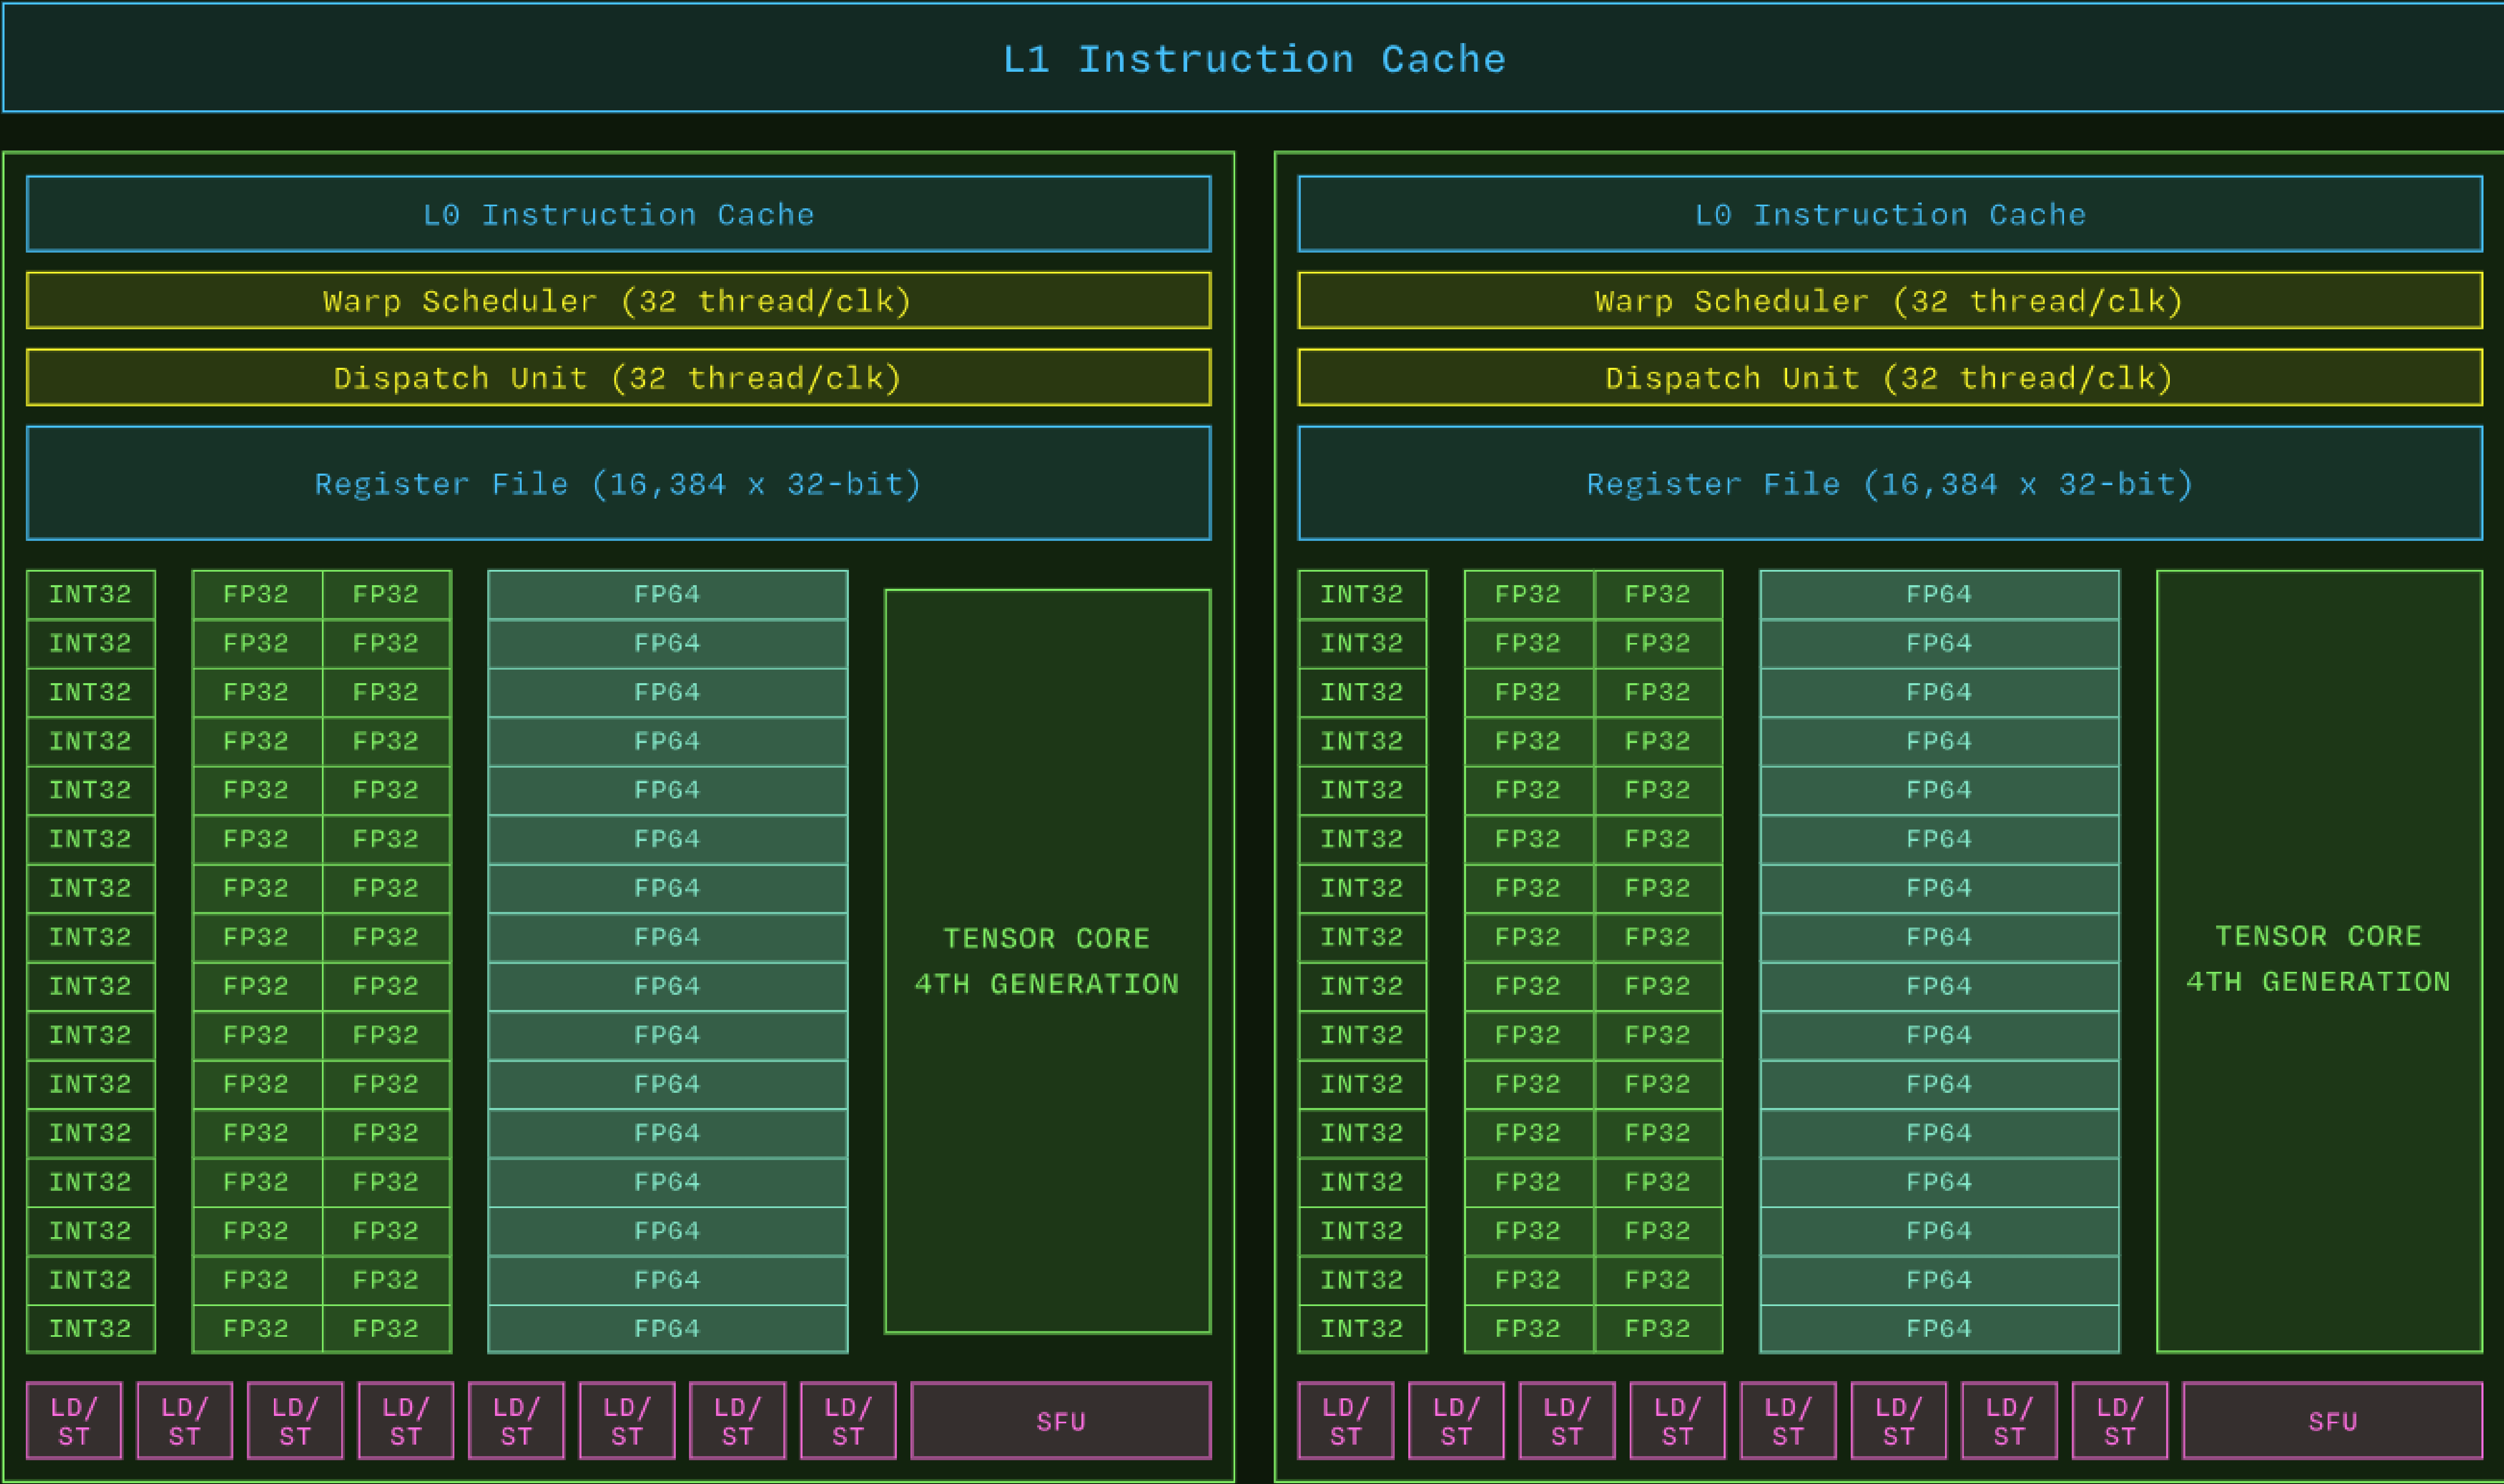 L1 Instruction Cache
L0 Instruction Cache L0 Instruction Cache
Warp Scheduler (32 thread/clk) Warp Scheduler (32 thread/clk)
Dispatch Unit (32 thread/clk) Dispatch Unit (32 thread/clk)
Register File (16,384 x 32-bit) Register File (16,384 x 32-bit)
INT32 FP32 FP32 FP64 INT32 FP32 FP32 FP64
INT32 FP32 FP32 FP64 INT32 FP32 FP32 FP64
INT32 FP32 FP32 FP64 INT32 FP32 FP32 FP64
INT32 FP32 FP32 FP64 INT32 FP32 FP32 FP64
INT32 FP32 FP32 FP64 INT32 FP32 FP32 FP64
INT32 FP32 FP32 FP64 INT32 FP32 FP32 FP64
INT32 FP32 FP32 FP64 INT32 FP32 FP32 FP64
INT32 FP32 FP32 FP64 TENSOR CORE INT32 FP32 FP32 FP64 TENSOR CORE
INT32 FP32 FP32 FP64 4TH GENERATION INT32 FP32 FP32 FP64 4TH GENERATION
INT32 FP32 FP32 FP64 INT32 FP32 FP32 FP64
INT32 FP32 FP32 FP64 INT32 FP32 FP32 FP64
INT32 FP32 FP32 FP64 INT32 FP32 FP32 FP64
INT32 FP32 FP32 FP64 INT32 FP32 FP32 FP64
INT32 FP32 FP32 FP64 INT32 FP32 FP32 FP64
INT32 FP32 FP32 FP64 INT32 FP32 FP32 FP64
INT32 FP32 FP32 FP64 INT32 FP32 FP32 FP64
LD/ LD/ LD/ LD/ LD/ LD/ LD/ LD/ SFU LD/ LD/ LD/ LD/ LD/ LD/ LD/ LD/ SFU
ST ST ST ST ST ST ST ST ST ST ST ST ST ST ST ST